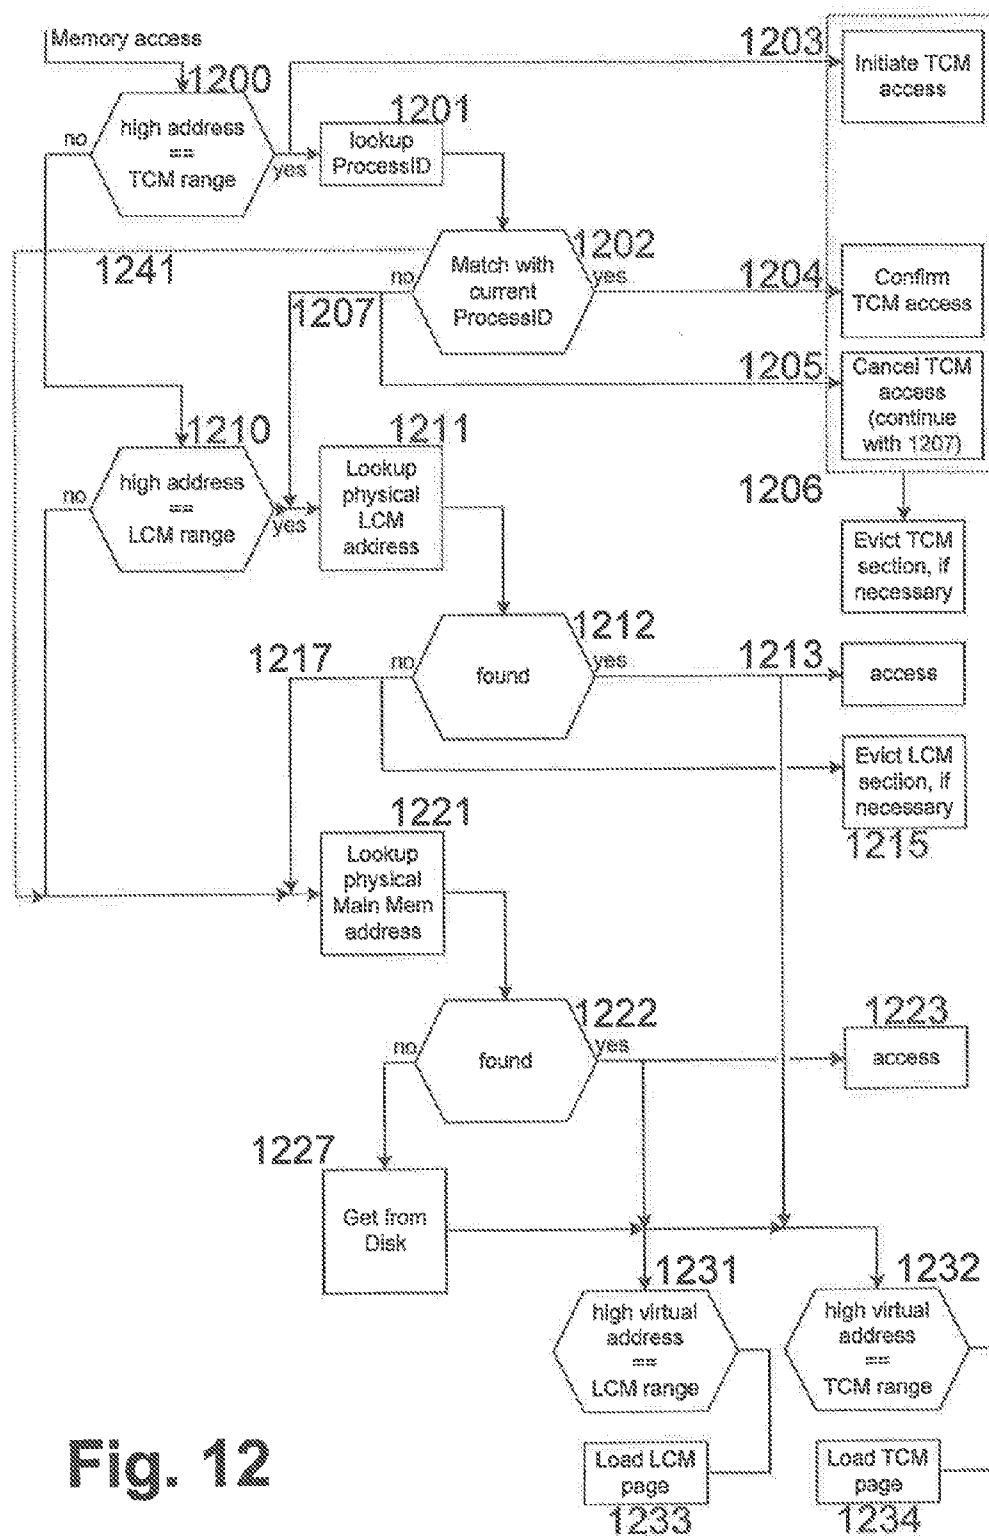 Memory access
1200
high address
==
TCM range
no
yes
1201
lookup
ProcessID
1203
Initiate TCM
access
1241
1202
Match with
current
ProcessID
no
yes
1207
1204
Confirm
TCM access
1205
Cancel TCM
access
(continue
with 1207)
1206
Evict TCM
section, if
necessary
1210
high address
==
LCM range
no
yes
1211
Lookup
physical
LCM
address
1212
found
no
yes
1217
1213
access
Evict LCM
section, if
necessary
1215
1221
Lookup
physical
Main Mem
address
1222
found
no
yes
1223
access
1227
Get from
Disk
1231
high virtual
address
==
LCM range
1232
high virtual
address
==
TCM range
Load LCM
page
1233
Load TCM
page
1234
Fig. 12